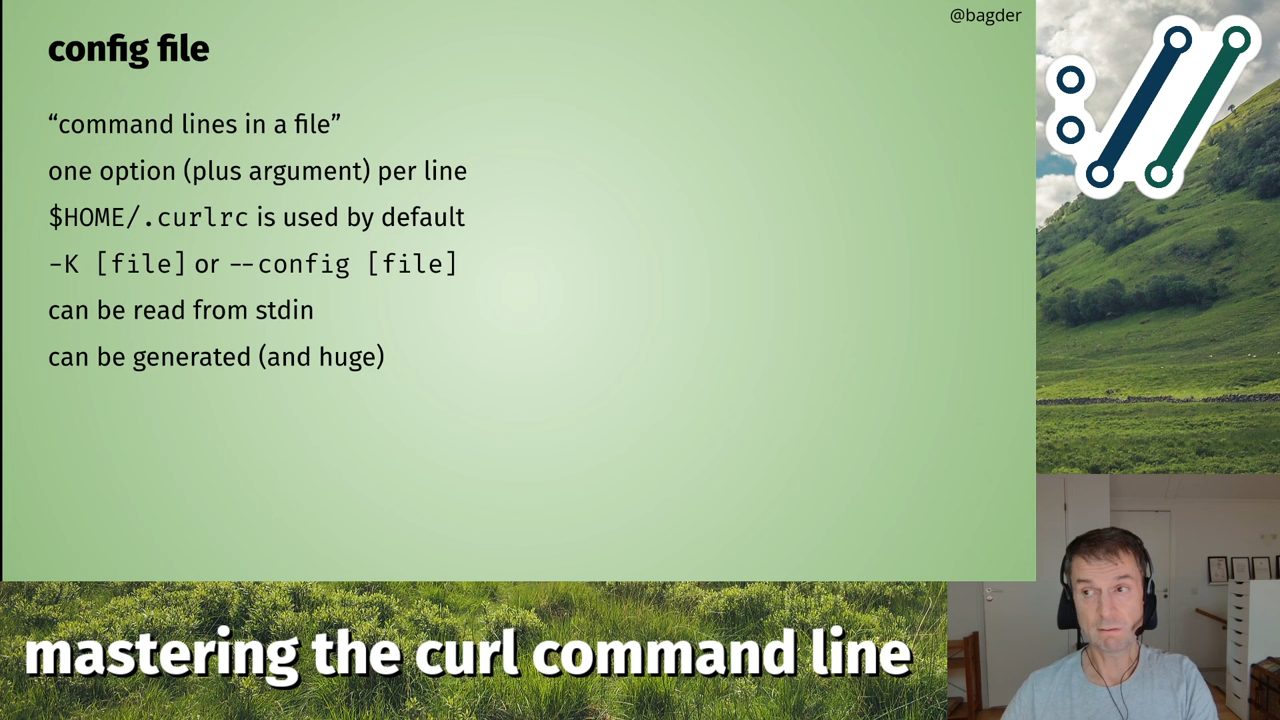 @bagder
config file
“command lines in a file”
one option (plus argument) per line
$HOME/.curlrc is used by default
-K [file] or --config [file]
can be read from stdin
can be generated (and huge)
mastering the curl command line